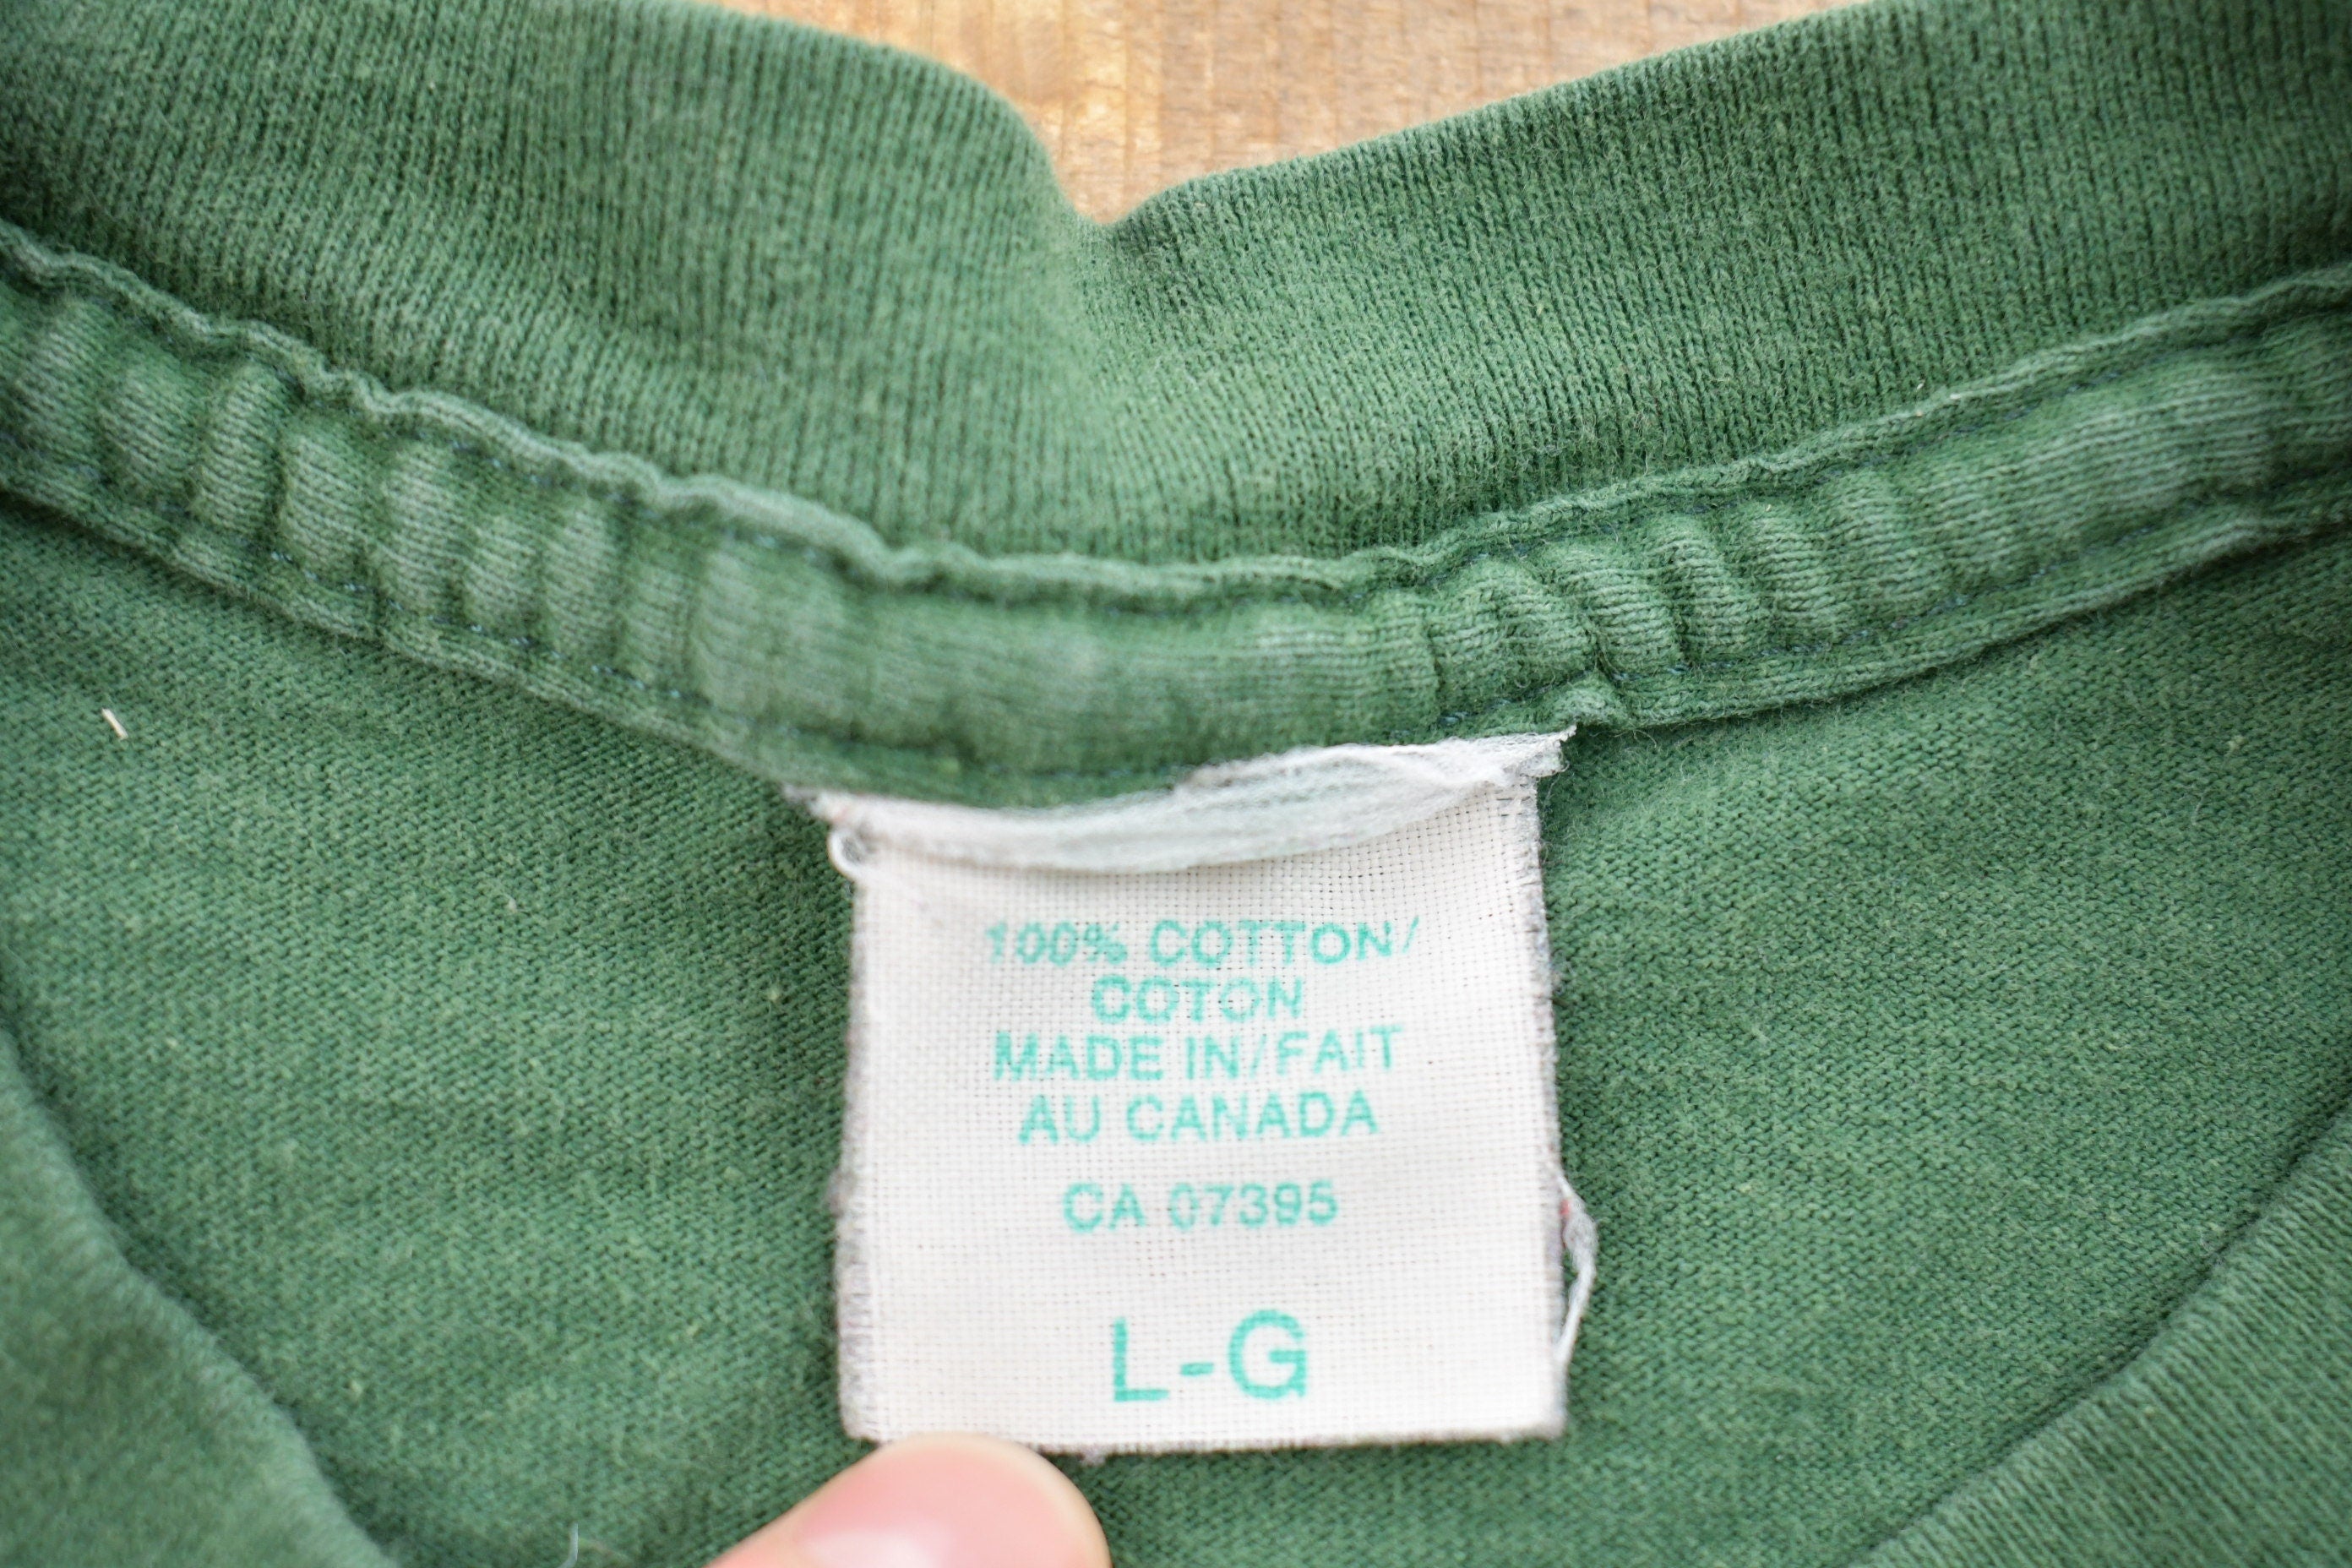 100% COTTON/
COTON
MADE IN/FAIT
AU CANADA
CA 07395
L-G